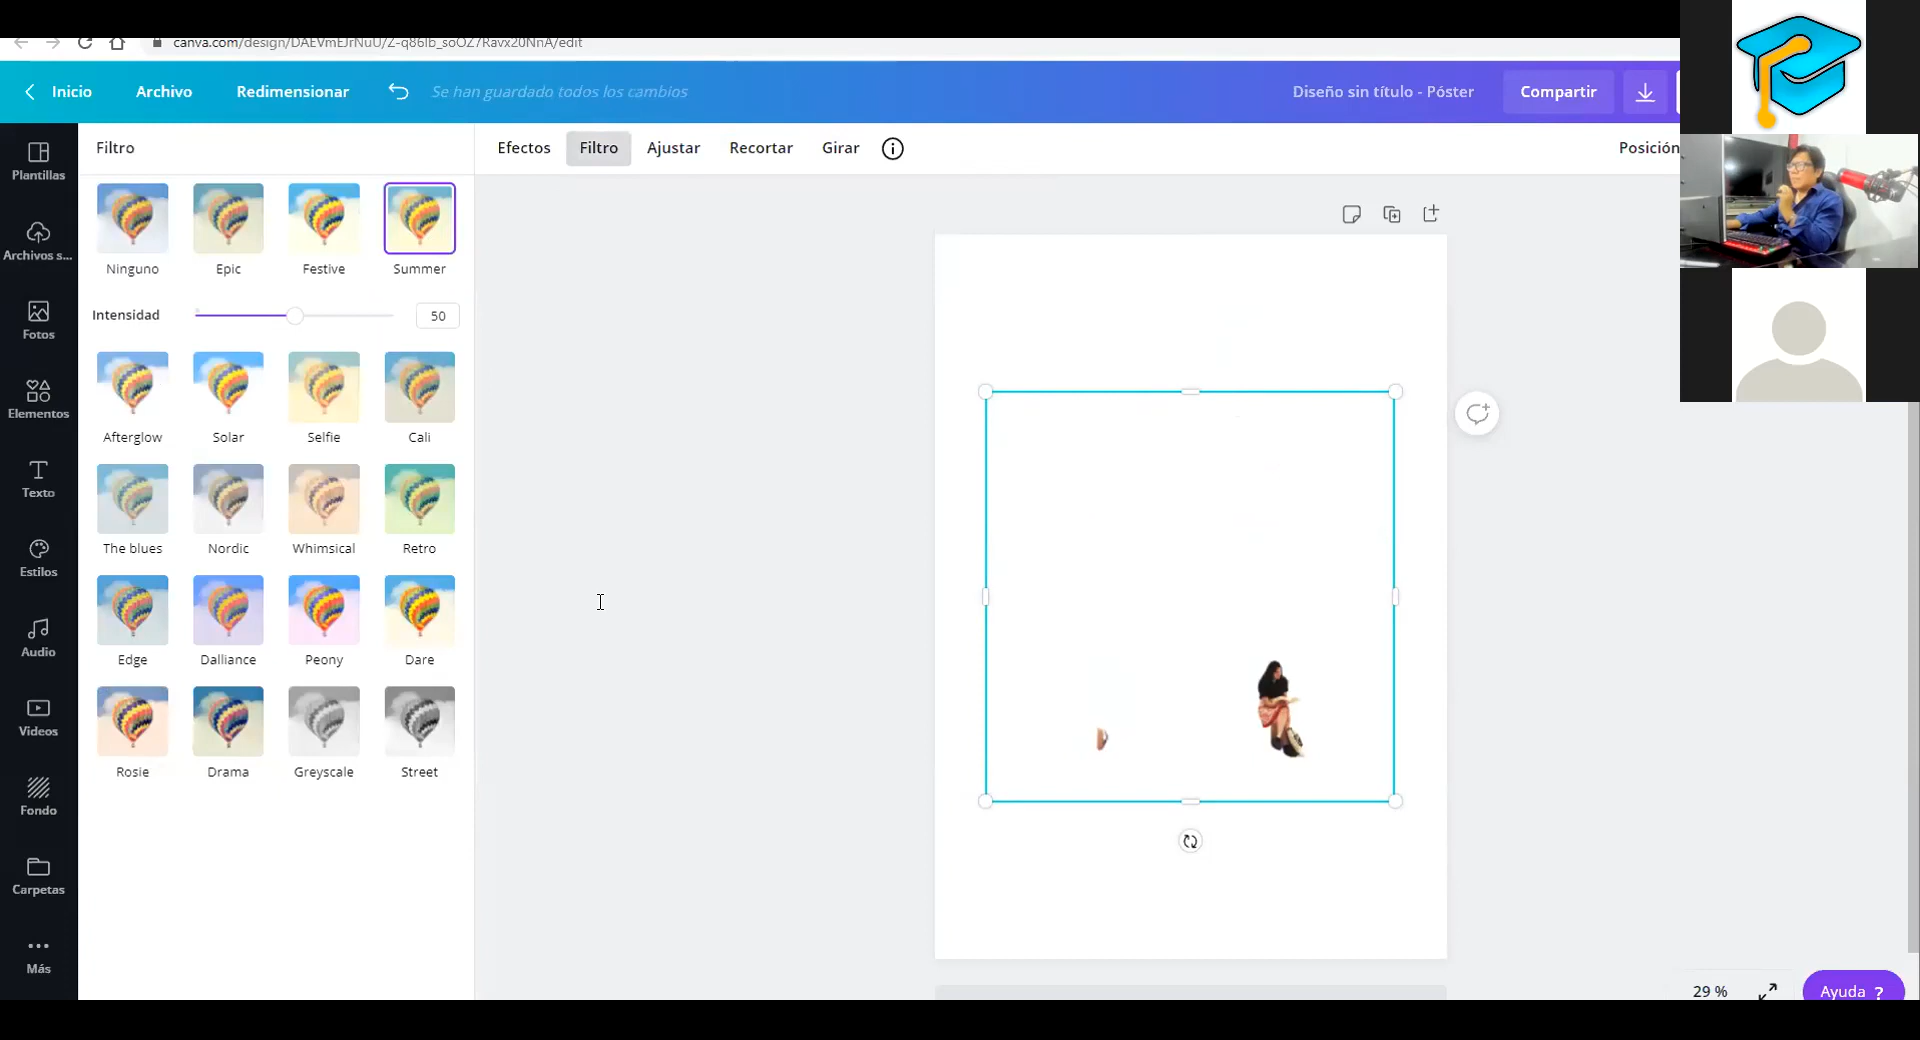 canva.com/design/DAEVmEJrNuU/Z-q86Ib_soOZ7Ravx20NnA/edit
Inicio
Archivo
Redimensionar
Se han guardado todos los cambios
Diseño sin título - Póster
Compartir
Plantillas
Archivos s...
Fotos
Elementos
Texto
Estilos
Audio
Videos
Fondo
Carpetas
Más
Filtro
Ninguno
Epic
Festive
Summer
Intensidad
50
Afterglow
Solar
Selfie
Cali
The blues
Nordic
Whimsical
Retro
Edge
Dalliance
Peony
Dare
Rosie
Drama
Greyscale
Street
Efectos
Filtro
Ajustar
Recortar
Girar
Posición
29 %
Ayuda ?